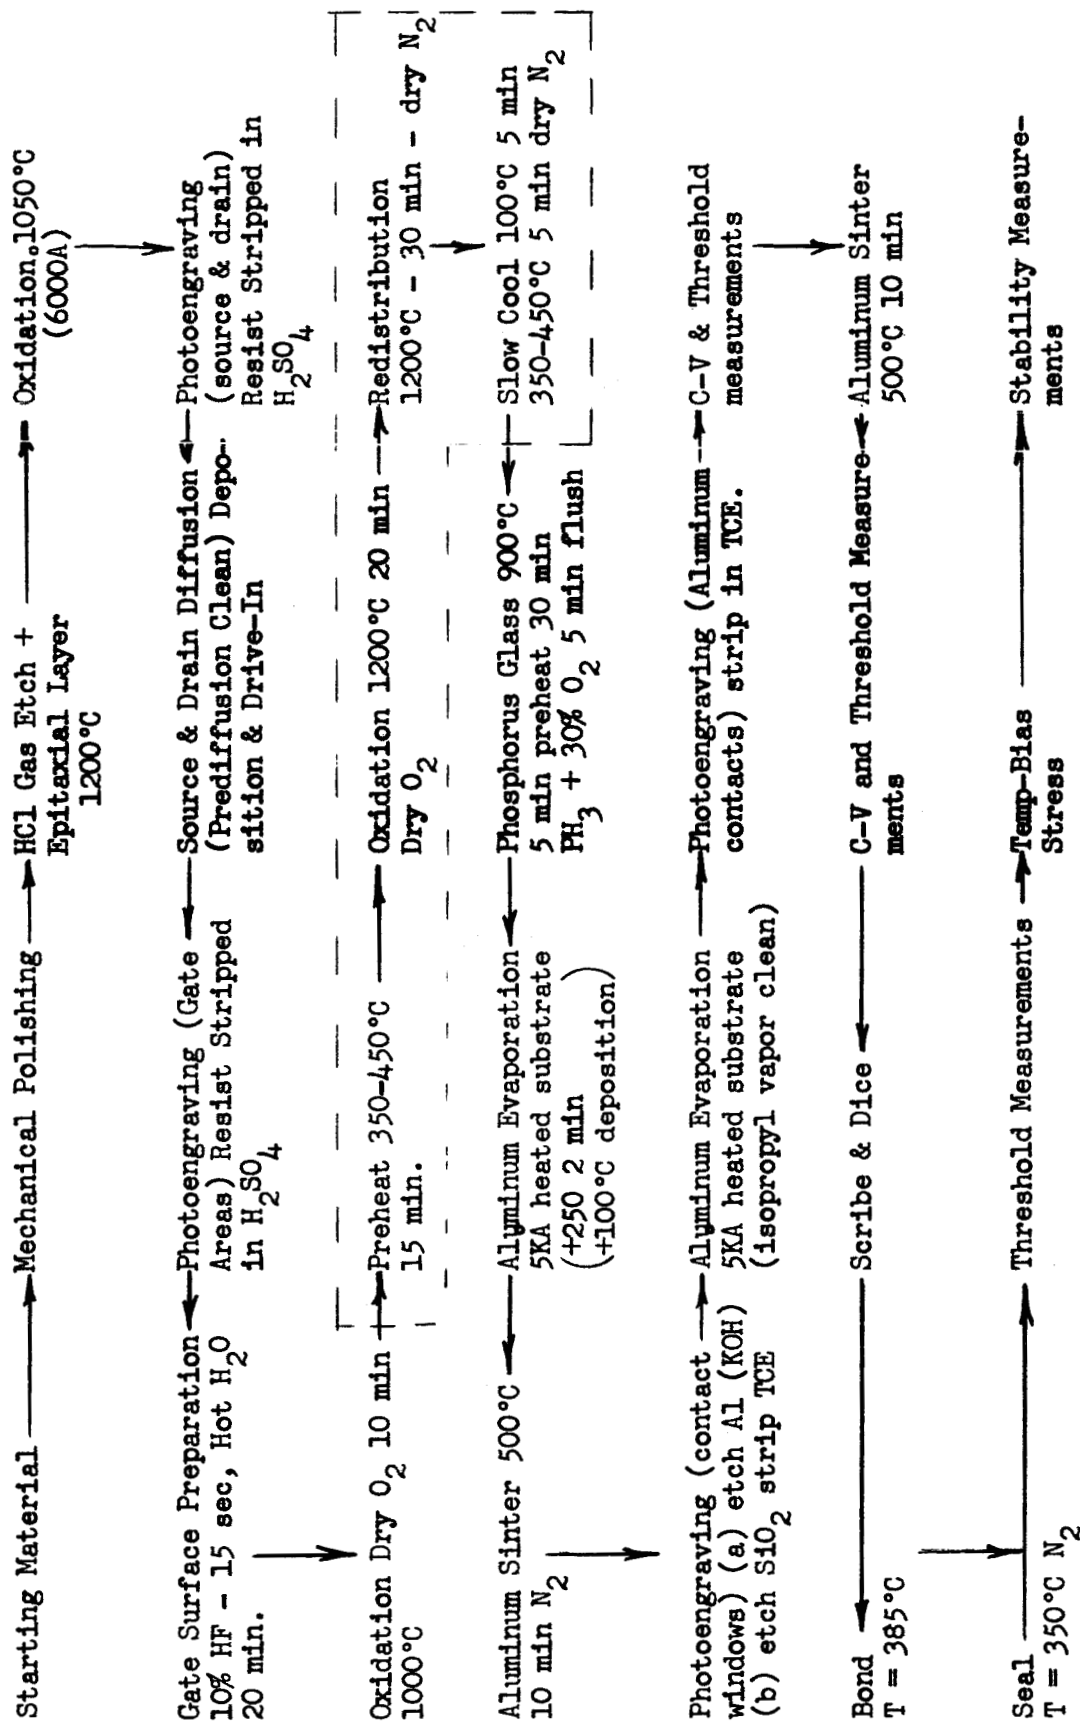 Starting Material
Mechanical Polishing
HCl Gas Etch +
Epitaxial Layer
1200°C
Oxidation 1050°C
(6000A)
Photoengraving
(source & drain)
Resist Stripped in
H2SO4
Source & Drain Diffusion
(Prediffusion Clean) Depo-
sition & Drive-In
Photoengraving (Gate
Areas) Resist Stripped
in H2SO4
Gate Surface Preparation
10% HF - 15 sec, Hot H2O
20 min.
Oxidation Dry O2 10 min
1000°C
Preheat 350-450°C
15 min.
Oxidation 1200°C 20 min
Dry O2
Redistribution
1200°C - 30 min - dry N2
Slow Cool 100°C 5 min
350-450°C 5 min dry N2
Phosphorus Glass 900°C
5 min preheat 30 min
PH3 + 30% O2 5 min flush
Aluminum Evaporation
5KA heated substrate
(+250 2 min
(+100°C deposition)
Aluminum Sinter 500°C
10 min N2
Photoengraving (contact
windows) (a) etch Al (KOH)
(b) etch SiO2 strip TCE
Aluminum Evaporation
5KA heated substrate
(isopropyl vapor clean)
Photoengraving (Aluminum
contacts) strip in TCE.
C-V & Threshold
measurements
Aluminum Sinter
500°C 10 min
C-V and Threshold Measure-
ments
Scribe & Dice
Bond
T = 385°C
Seal
T = 350°C N2
Threshold Measurements
Temp-Bias
Stress
Stability Measure-
ments